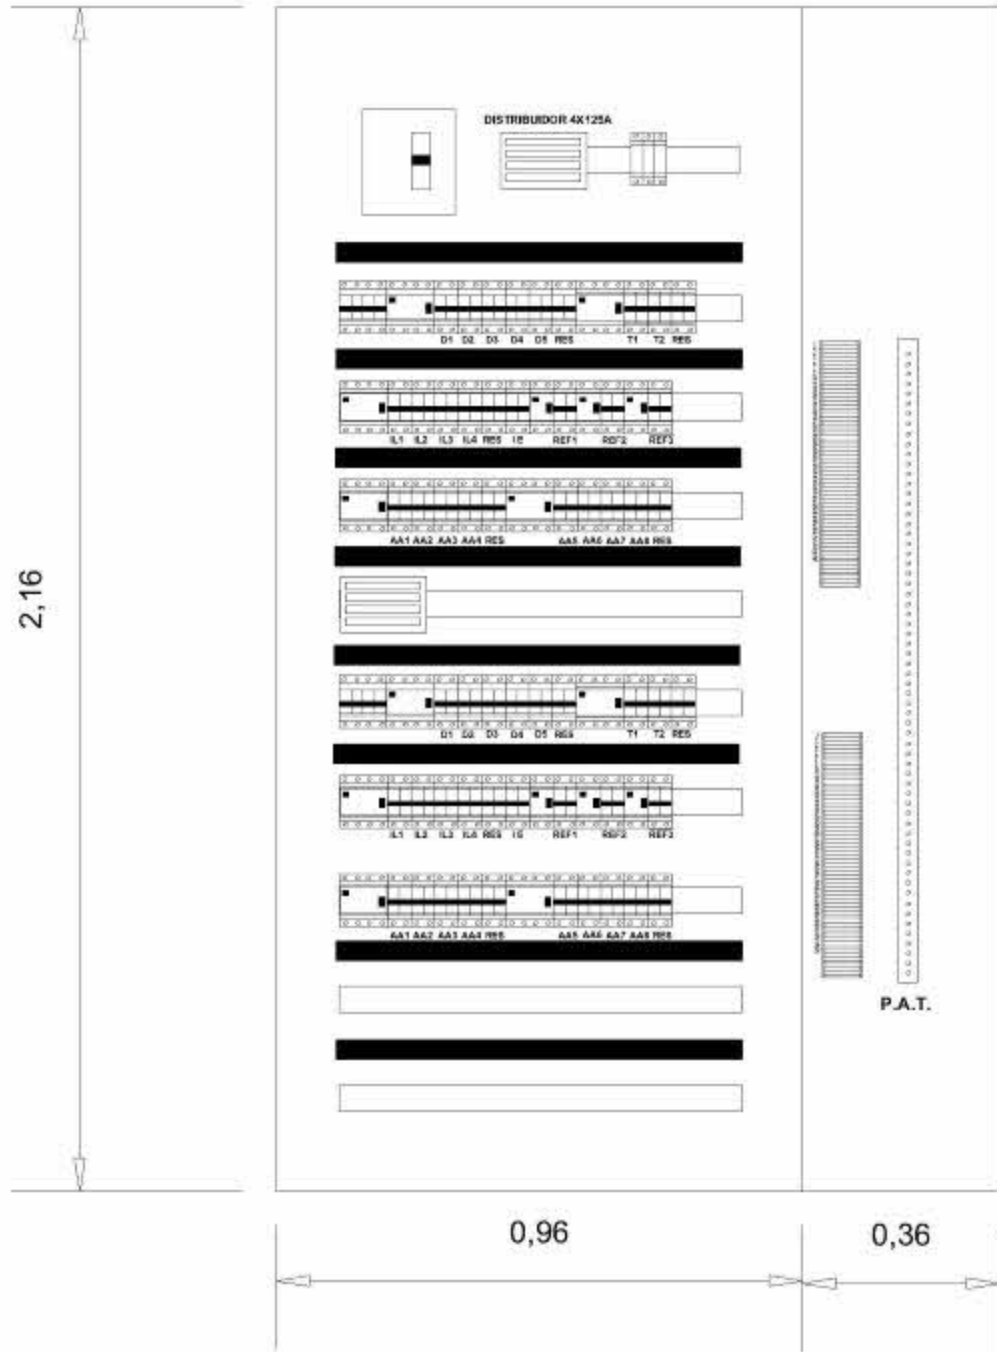 DISTRIBUIDOR 4X125A
D1 D2 D3 D4 D5 RES T1 T2 RES
IL1 IL2 IL3 IL4 RES IE REF1 REF2 REF3
AA1 AA2 AA3 AA4 RES AA5 AA6 AA7 AA8 RES
2,16
D1 D2 D3 D4 D5 RES T1 T2 RES
IL1 IL2 IL3 IL4 RES IE REF1 REF2 REF3
AA1 AA2 AA3 AA4 RES AA5 AA6 AA7 AA8 RES
P.A.T.
0,96
0,36